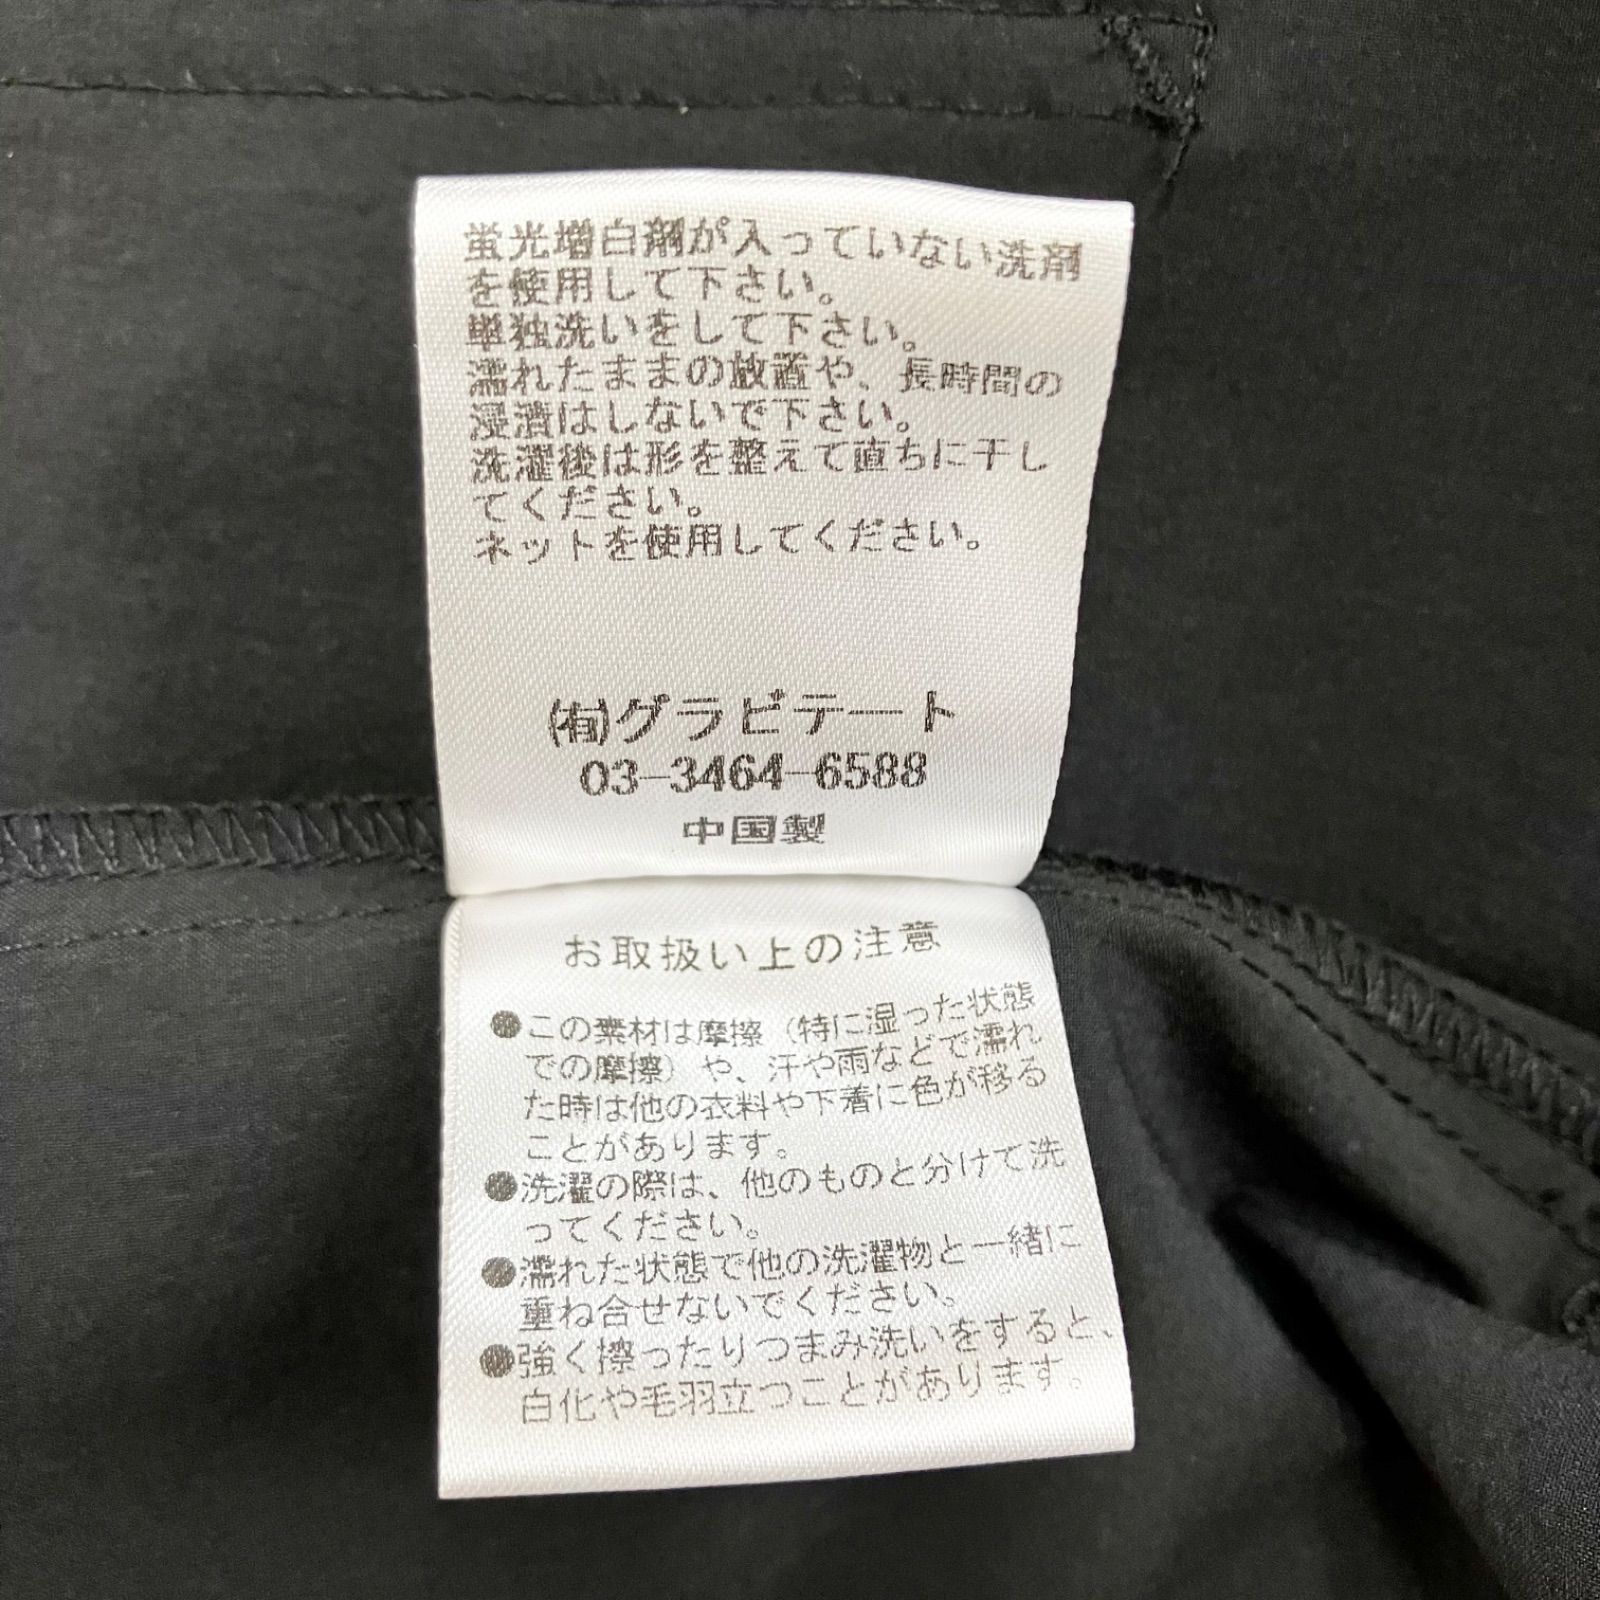 蛍光増白剤が入っていない洗剤
を使用して下さい。
単独洗いをして下さい。
濡れたままの放置や、長時間の
浸漬はしないで下さい。
洗濯後は形を整えて直ちに干し
てください。
ネットを使用してください。
(有)グラビテート
03-3464-6588
中国製
お取扱い上の注意
●この素材は摩擦（特に湿った状態
での摩擦）や、汗や雨などで濡れ
た時は他の衣料や下着に色が移る
ことがあります。
●洗濯の際は、他のものと分けて洗
ってください。
●濡れた状態で他の洗濯物と一緒に
重ね合せないでください。
●強く擦ったりつまみ洗いをすると、
白化や毛羽立つことがあります。